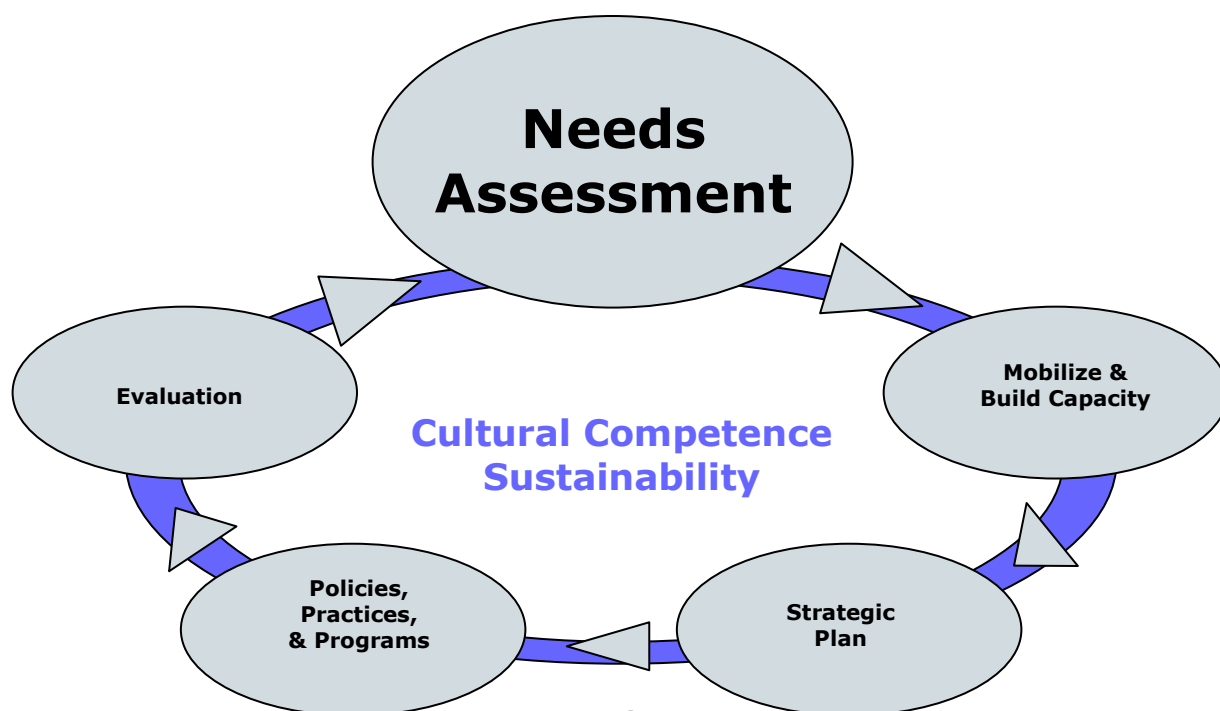 Needs
Assessment
Mobilize &
Build Capacity
Evaluation
Cultural Competence
Sustainability
Policies,
Practices,
& Programs
Strategic
Plan